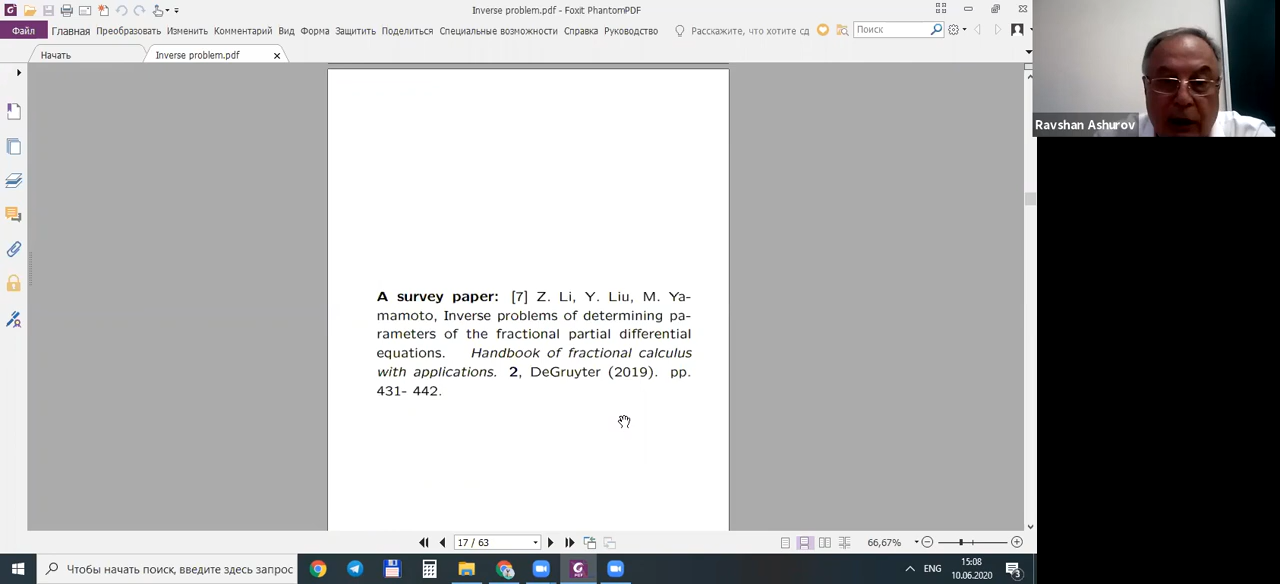 Inverse problem.pdf - Foxit PhantomPDF
Файл Главная Преобразовать Изменить Комментарий Вид Форма Защитить Поделиться Специальные возможности Справка Руководство Расскажите, что хотите сд Поиск
Начать Inverse problem.pdf
Ravshan Ashurov
A survey paper: [7] Z. Li, Y. Liu, M. Ya-
mamoto, Inverse problems of determining pa-
rameters of the fractional partial differential
equations. Handbook of fractional calculus
with applications. 2, DeGruyter (2019). pp.
431- 442.
17 / 63 66,67%
Чтобы начать поиск, введите здесь запрос ENG 15:08
10.06.2020 3